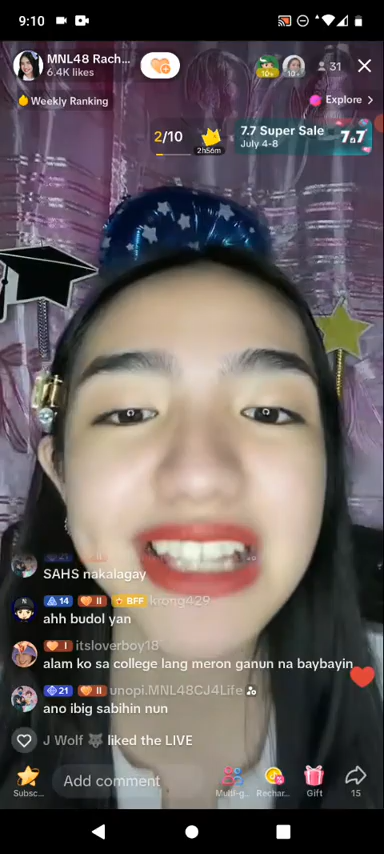 9:10
MNL48 Rach...
6.4K likes
31
Weekly Ranking
Explore >
2/10
2h56m
7.7 Super Sale
July 4-8
7.7
SAHS nakalagay
14 II BFF krong429
ahh budol yan
I itsloverboy18
alam ko sa college lang meron ganun na baybayin
21 II unopi.MNL48CJ4Life
ano ibig sabihin nun
J Wolf 🐺 liked the LIVE
Subsc...
Add comment
Multi-g...
Rechar...
Gift
15